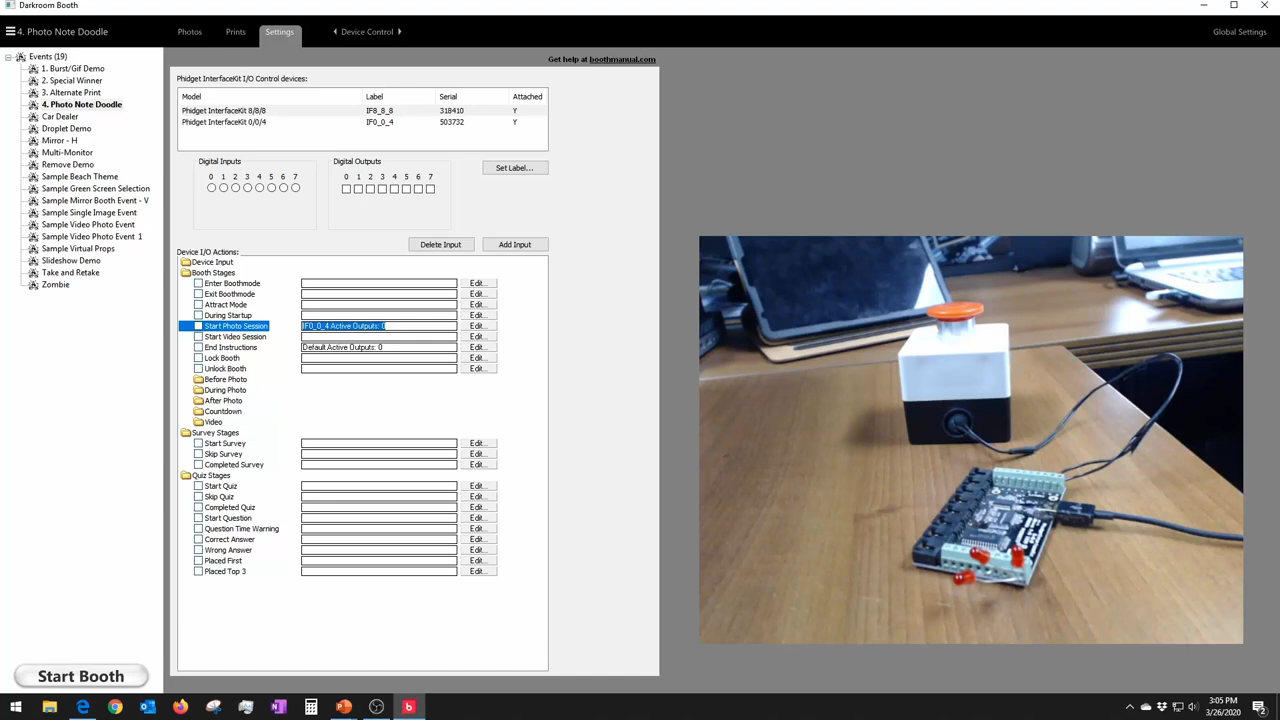 Darkroom Booth
4. Photo Note Doodle
Photos
Prints
Settings
Device Control
Global Settings
Events (19)
1. Burst/Gif Demo
2. Special Winner
3. Alternate Print
4. Photo Note Doodle
Car Dealer
Droplet Demo
Mirror - H
Multi-Monitor
Remove Demo
Sample Beach Theme
Sample Green Screen Selection
Sample Mirror Booth Event - V
Sample Single Image Event
Sample Video Photo Event
Sample Video Photo Event 1
Sample Virtual Props
Slideshow Demo
Take and Retake
Zombie
Start Booth
Get help at boothmanual.com
Phidget InterfaceKit I/O Control devices:
Model Label Serial Attached
Phidget InterfaceKit 8/8/8 IF8_8_8 318410 Y
Phidget InterfaceKit 0/0/4 IF0_0_4 503732 Y
Digital Inputs
0 1 2 3 4 5 6 7
Digital Outputs
0 1 2 3 4 5 6 7
Set Label...
Delete Input
Add Input
Device I/O Actions:
Device Input
Booth Stages
Enter Boothmode Edit...
Exit Boothmode Edit...
Attract Mode Edit...
During Startup Edit...
Start Photo Session IF0_0_4 Active Outputs: 0 Edit...
Start Video Session Edit...
End Instructions Default Active Outputs: 0 Edit...
Lock Booth Edit...
Unlock Booth Edit...
Before Photo
During Photo
After Photo
Countdown
Video
Survey Stages
Start Survey Edit...
Skip Survey Edit...
Completed Survey Edit...
Quiz Stages
Start Quiz Edit...
Skip Quiz Edit...
Completed Quiz Edit...
Start Question Edit...
Question Time Warning Edit...
Correct Answer Edit...
Wrong Answer Edit...
Placed First Edit...
Placed Top 3 Edit...
3:05 PM
3/26/2020
2